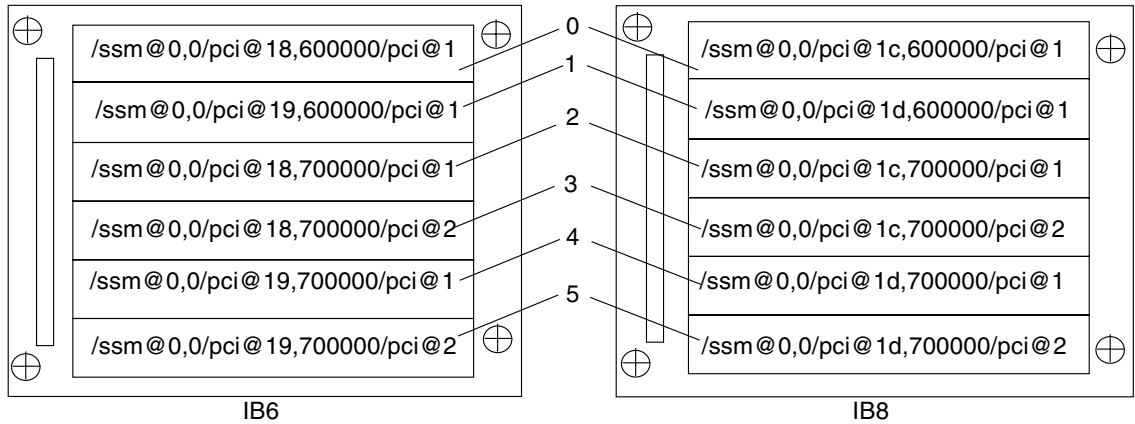 /ssm@0,0/pci@18,600000/pci@1
/ssm@0,0/pci@19,600000/pci@1
/ssm@0,0/pci@18,700000/pci@1
/ssm@0,0/pci@18,700000/pci@2
/ssm@0,0/pci@19,700000/pci@1
/ssm@0,0/pci@19,700000/pci@2
IB6
0
1
2
3
4
5
/ssm@0,0/pci@1c,600000/pci@1
/ssm@0,0/pci@1d,600000/pci@1
/ssm@0,0/pci@1c,700000/pci@1
/ssm@0,0/pci@1c,700000/pci@2
/ssm@0,0/pci@1d,700000/pci@1
/ssm@0,0/pci@1d,700000/pci@2
IB8